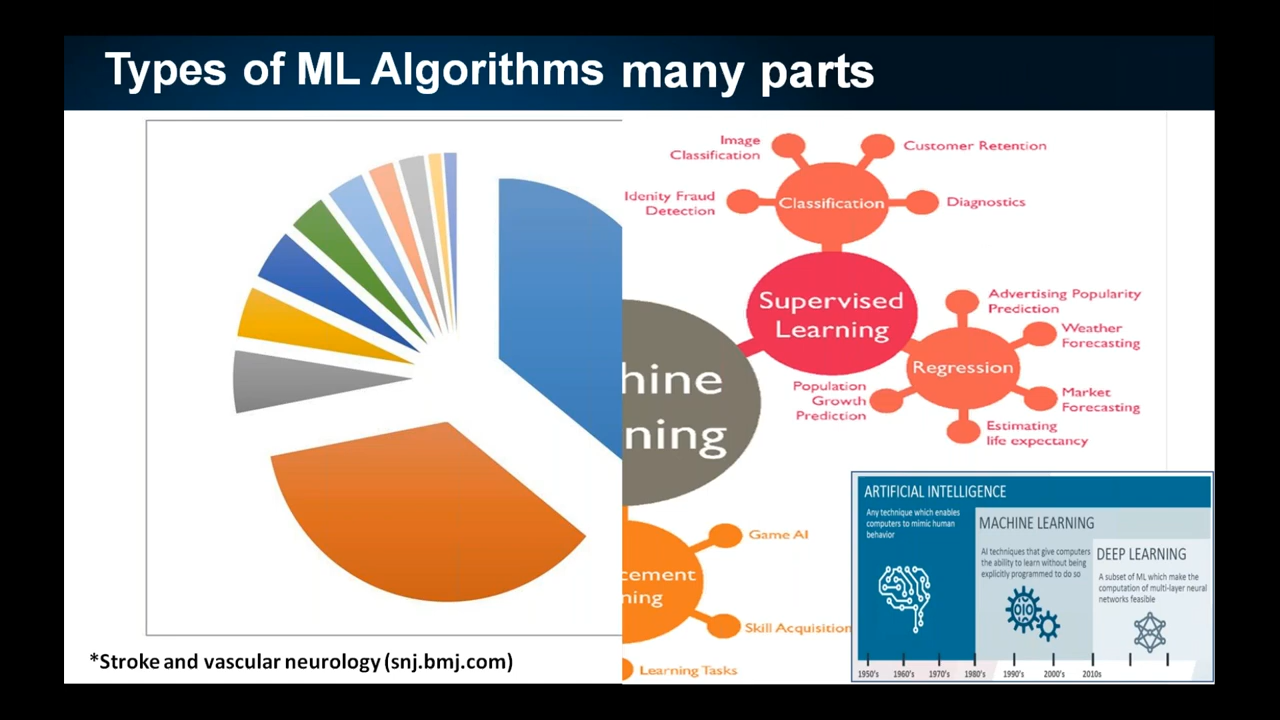 Types of ML Algorithms many parts
Image
Classification
Customer Retention
Idenity Fraud
Detection
Classification
Diagnostics
Supervised
Learning
Advertising Popularity
Prediction
Weather
Forecasting
Regression
Population
Growth
Prediction
Market
Forecasting
Estimating
life expectancy
hine
ning
Game AI
cement
ning
Skill Acquisition
Learning Tasks
ARTIFICIAL INTELLIGENCE
Any technique which enables
computers to mimic human
behavior
MACHINE LEARNING
AI techniques that give computers
the ability to learn without being
explicitly programmed to do so
DEEP LEARNING
A subset of ML which make the
computation of multi-layer neural
networks feasible
1950's 1960's 1970's 1980's 1990's 2000's 2010s
*Stroke and vascular neurology (snj.bmj.com)